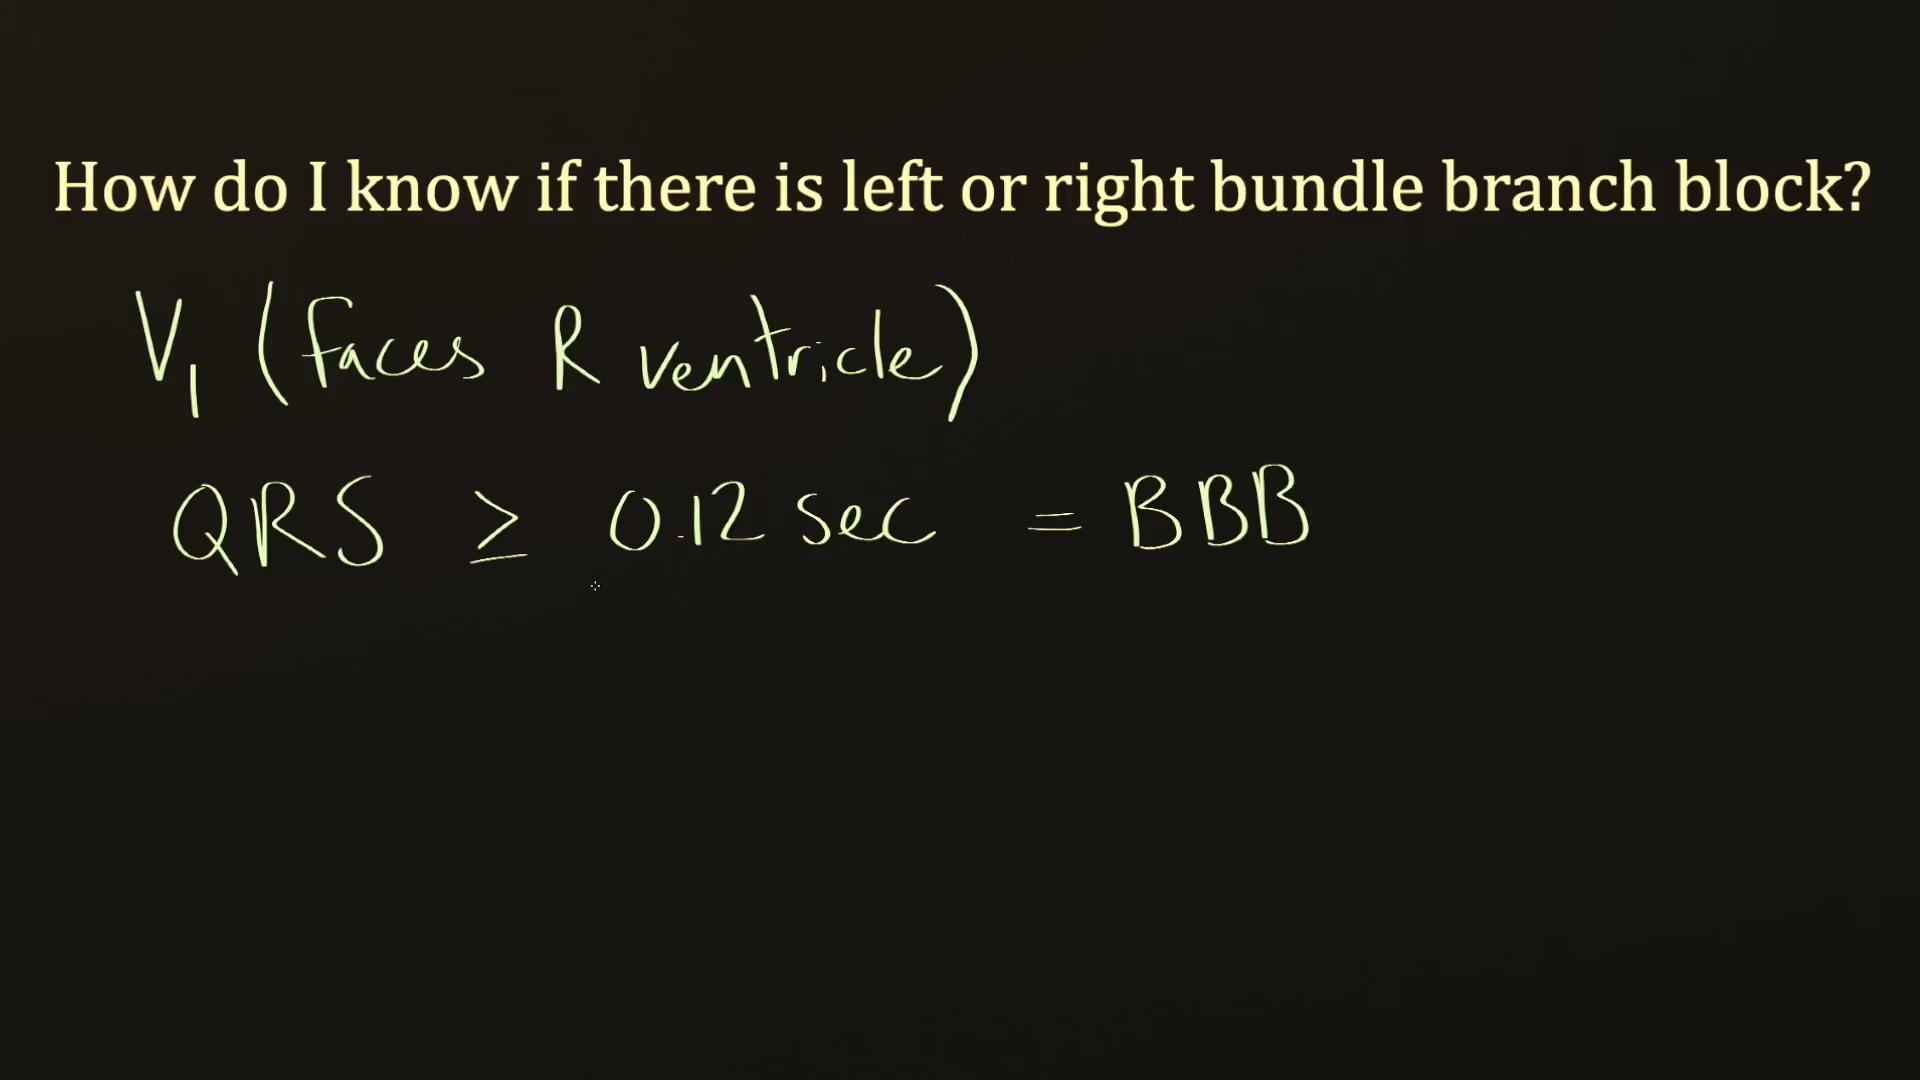 How do I know if there is left or right bundle branch block?
V₁ (faces R ventricle)
QRS ≥ 0.12 sec = BBB